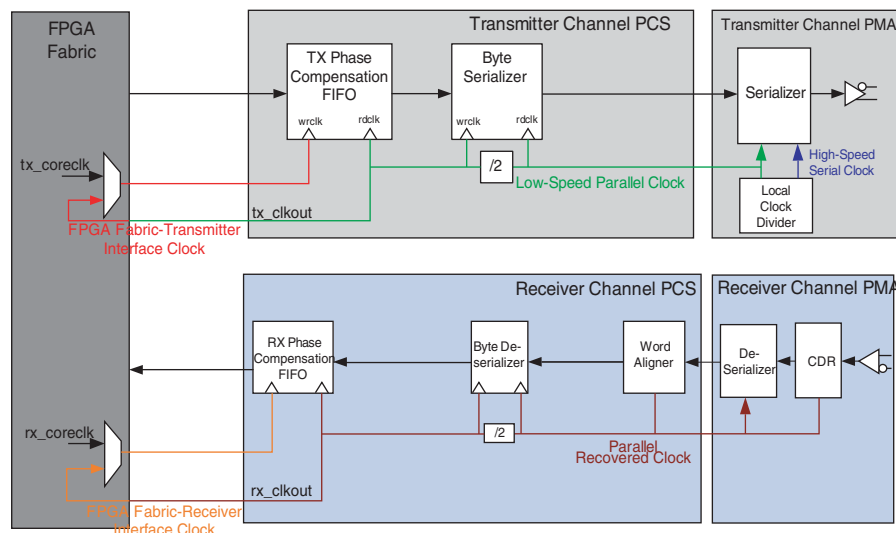 FPGA
Fabric
Transmitter Channel PCS
Transmitter Channel PMA
TX Phase
Compensation
FIFO
wrclk
rdclk
Byte
Serializer
wrclk
rdclk
/2
Serializer
High-Speed
Serial Clock
Low-Speed Parallel Clock
Local
Clock
Divider
tx_coreclk
tx_clkout
FPGA Fabric-Transmitter
Interface Clock
Receiver Channel PCS
Receiver Channel PMA
RX Phase
Compensation
FIFO
Byte De-
serializer
Word
Aligner
De-
Serializer
CDR
/2
Parallel
Recovered Clock
rx_coreclk
rx_clkout
FPGA Fabric-Receiver
Interface Clock